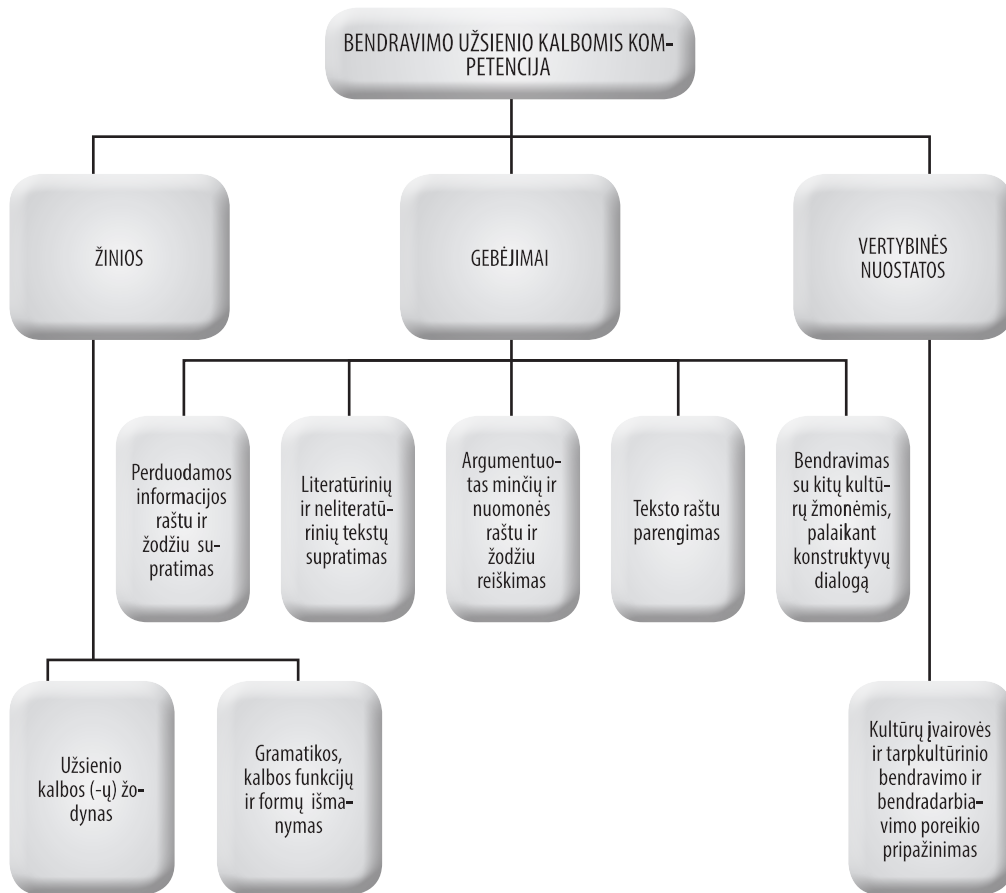 BENDRAVIMO UŽSIENIO KALBOMIS KOM-
PETENCIJA
ŽINIOS
GEBĖJIMAI
VERTYBINĖS
NUOSTATOS
Perduodamos
informacijos
raštu ir
žodžiu su-
pratimas
Literatūrinių
ir neliteratū-
rinių tekstų
supratimas
Argumentuo-
tas minčių ir
nuomonės
raštu ir
žodžiu
reiškimas
Teksto raštu
parengimas
Bendravimas
su kitų kultū-
rų žmonėmis,
palaikant
konstruktyvų
dialogą
Užsienio
kalbos (-ų) žo-
dynas
Gramatikos,
kalbos funkcijų
ir formų išma-
nymas
Kultūrų įvairovės
ir tarpkultūrinio
bendravimo ir
bendradarbia-
vimo poreikio
pripažinimas